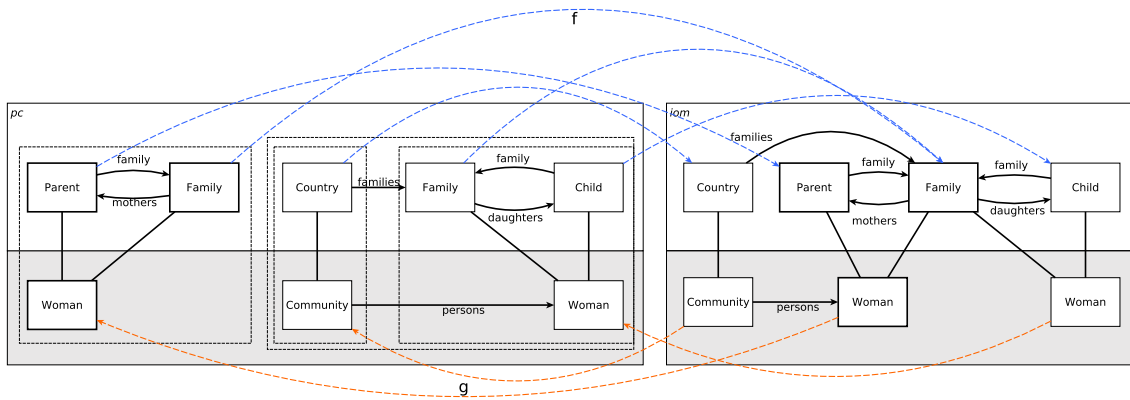 f
pc
iom
families
family
family
family
family
Parent
Family
Country
families
Family
Child
Country
Parent
Family
Child
mothers
daughters
mothers
daughters
Woman
Community
persons
Woman
Community
persons
Woman
Woman
g